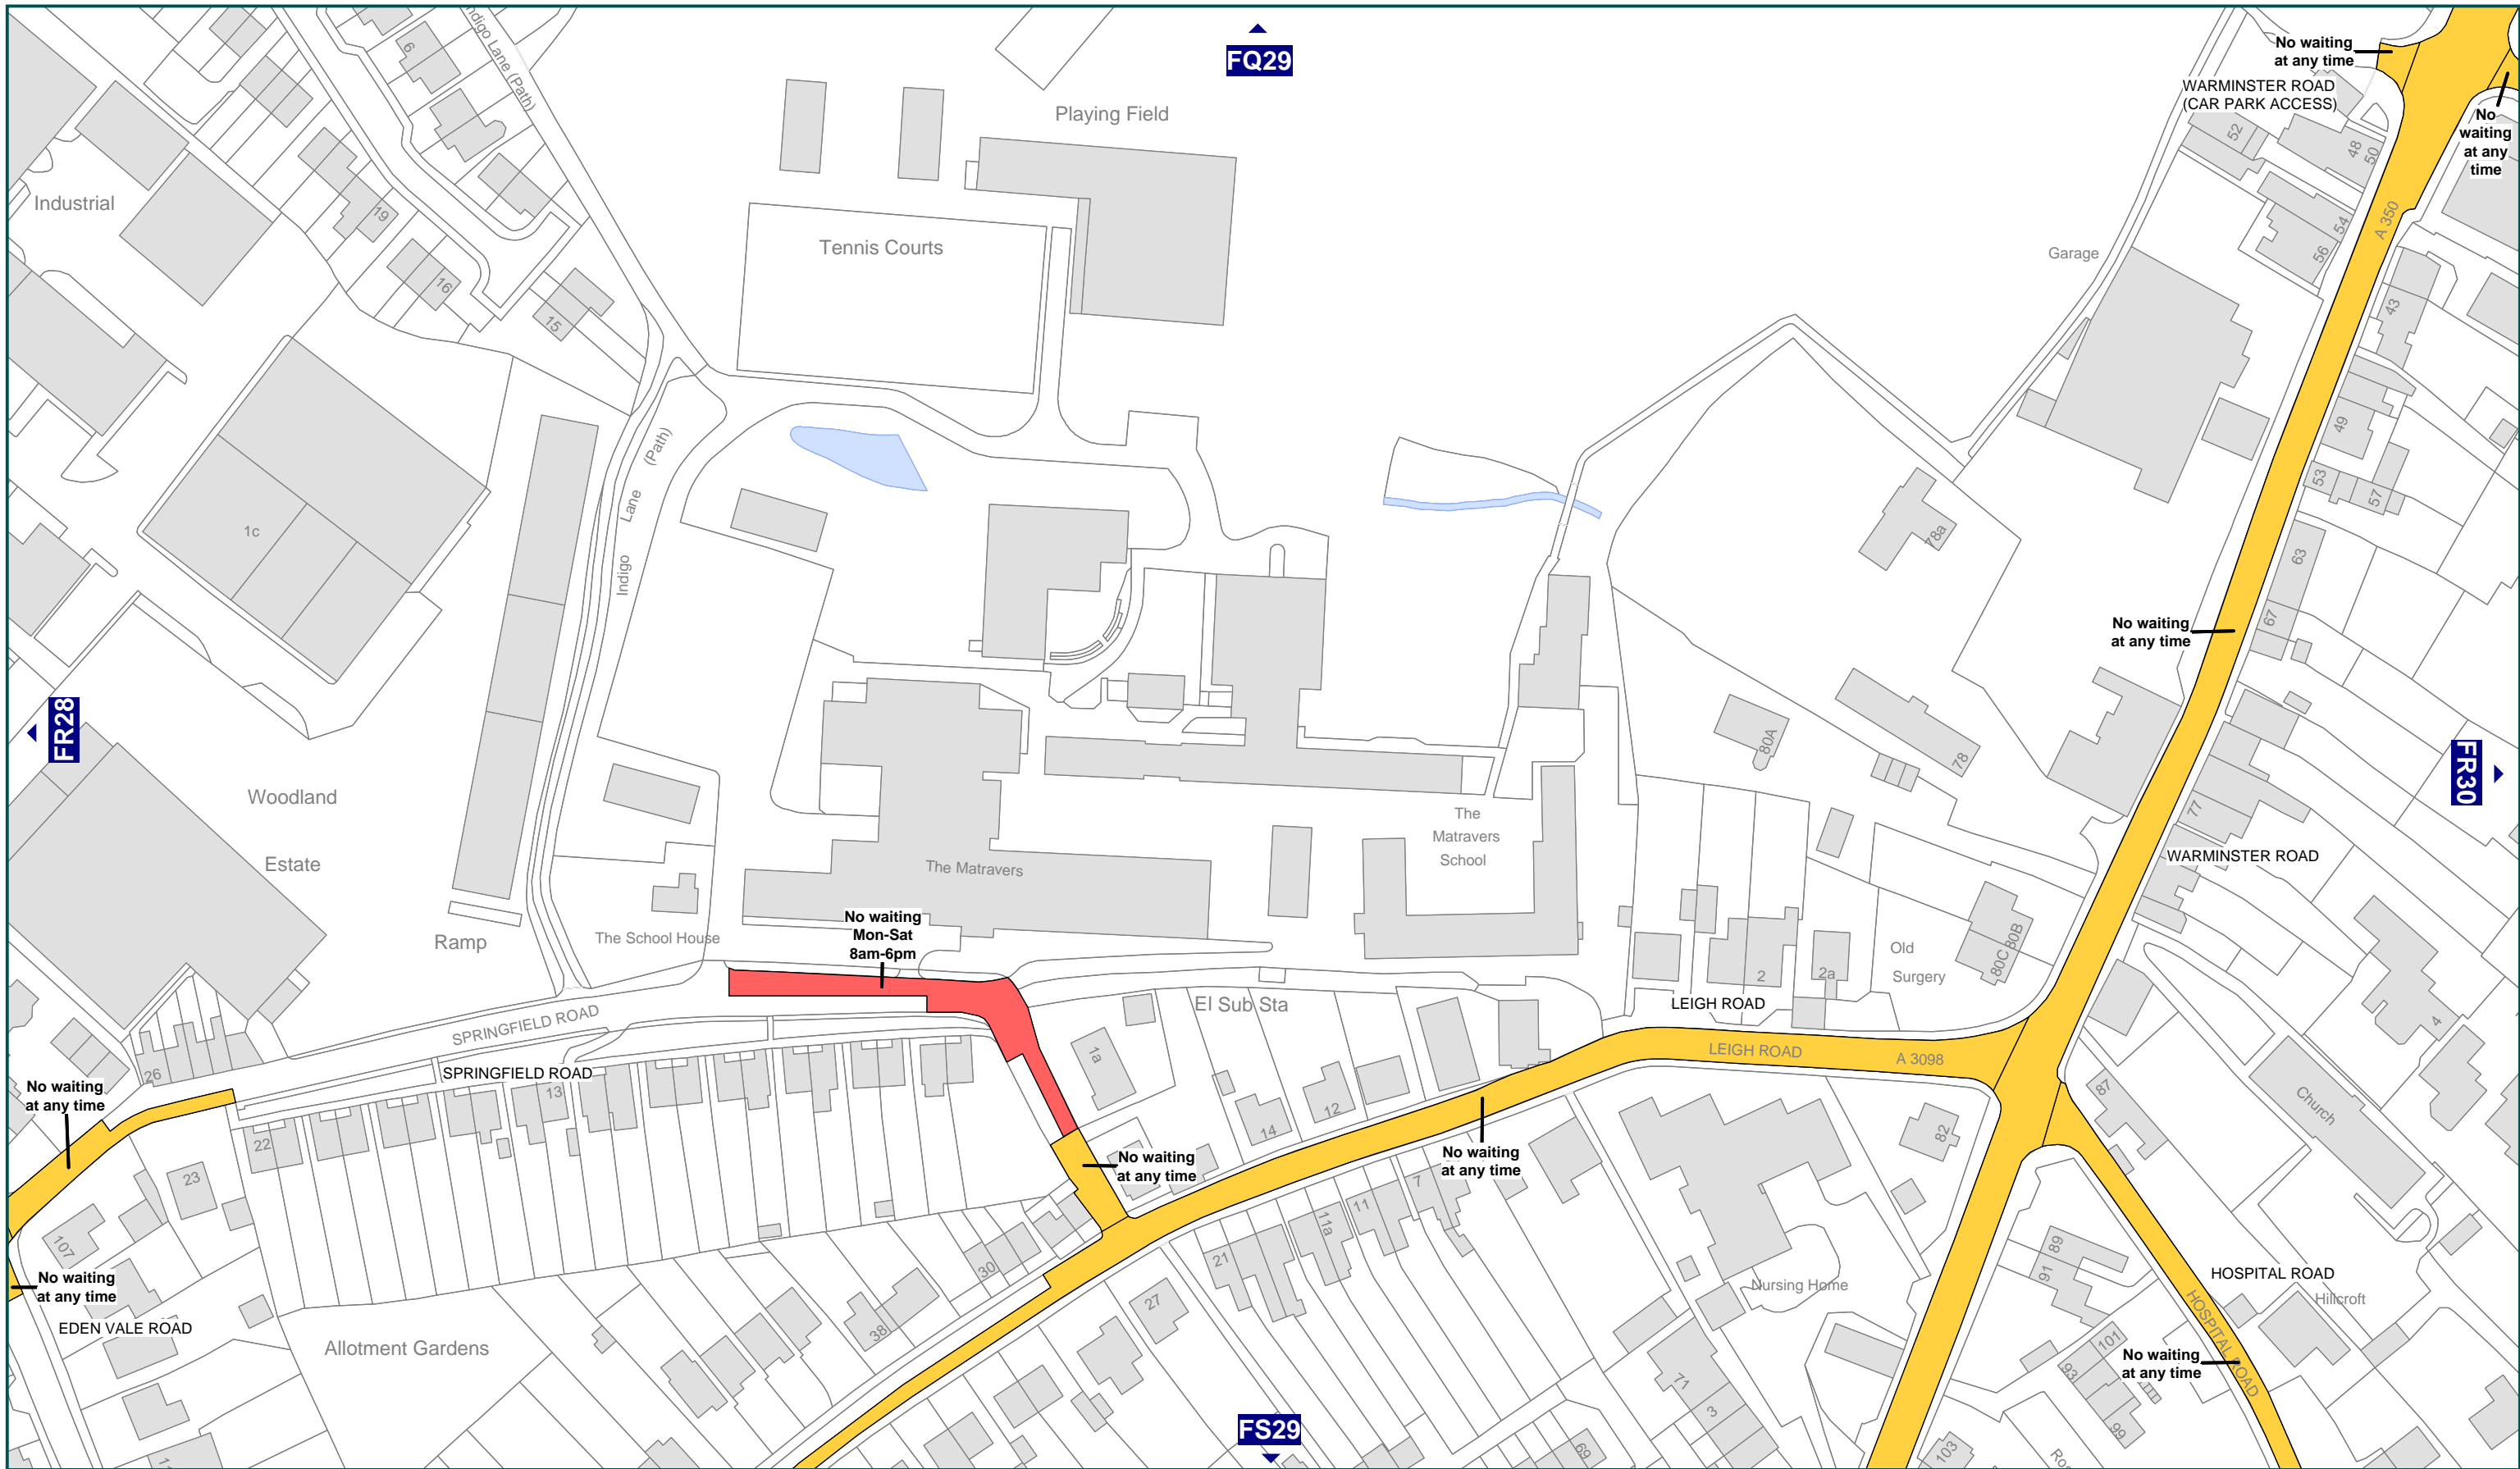 FQ29
FR28
FR30
FS29
6
Indigo Lane (Path)
Playing Field
Industrial
19
16
15
Tennis Courts
No waiting
at any time
WARMINSTER ROAD
(CAR PARK ACCESS)
No
waiting
at any
time
52
48
50
54
56
A 350
Garage
43
49
53
57
63
67
No waiting
at any time
1c
Indigo Lane (Path)
78a
80A
78
77
WARMINSTER ROAD
Woodland
Estate
Ramp
The School House
The Matravers
The
Matravers
School
No waiting
Mon-Sat
8am-6pm
El Sub Sta
2
2a
Old
Surgery
80C
80B
4
LEIGH ROAD
LEIGH ROAD
A 3098
SPRINGFIELD ROAD
SPRINGFIELD ROAD
26
No waiting
at any time
22
13
23
107
1a
14
12
No waiting
at any time
No waiting
at any time
87
82
Church
No waiting
at any time
EDEN VALE ROAD
Allotment Gardens
30
38
27
21
11a
11
7
Nursing Home
89
91
HOSPITAL ROAD
HOSPITAL ROAD
Hillcroft
No waiting
at any time
101
93
99
103
71
3
69